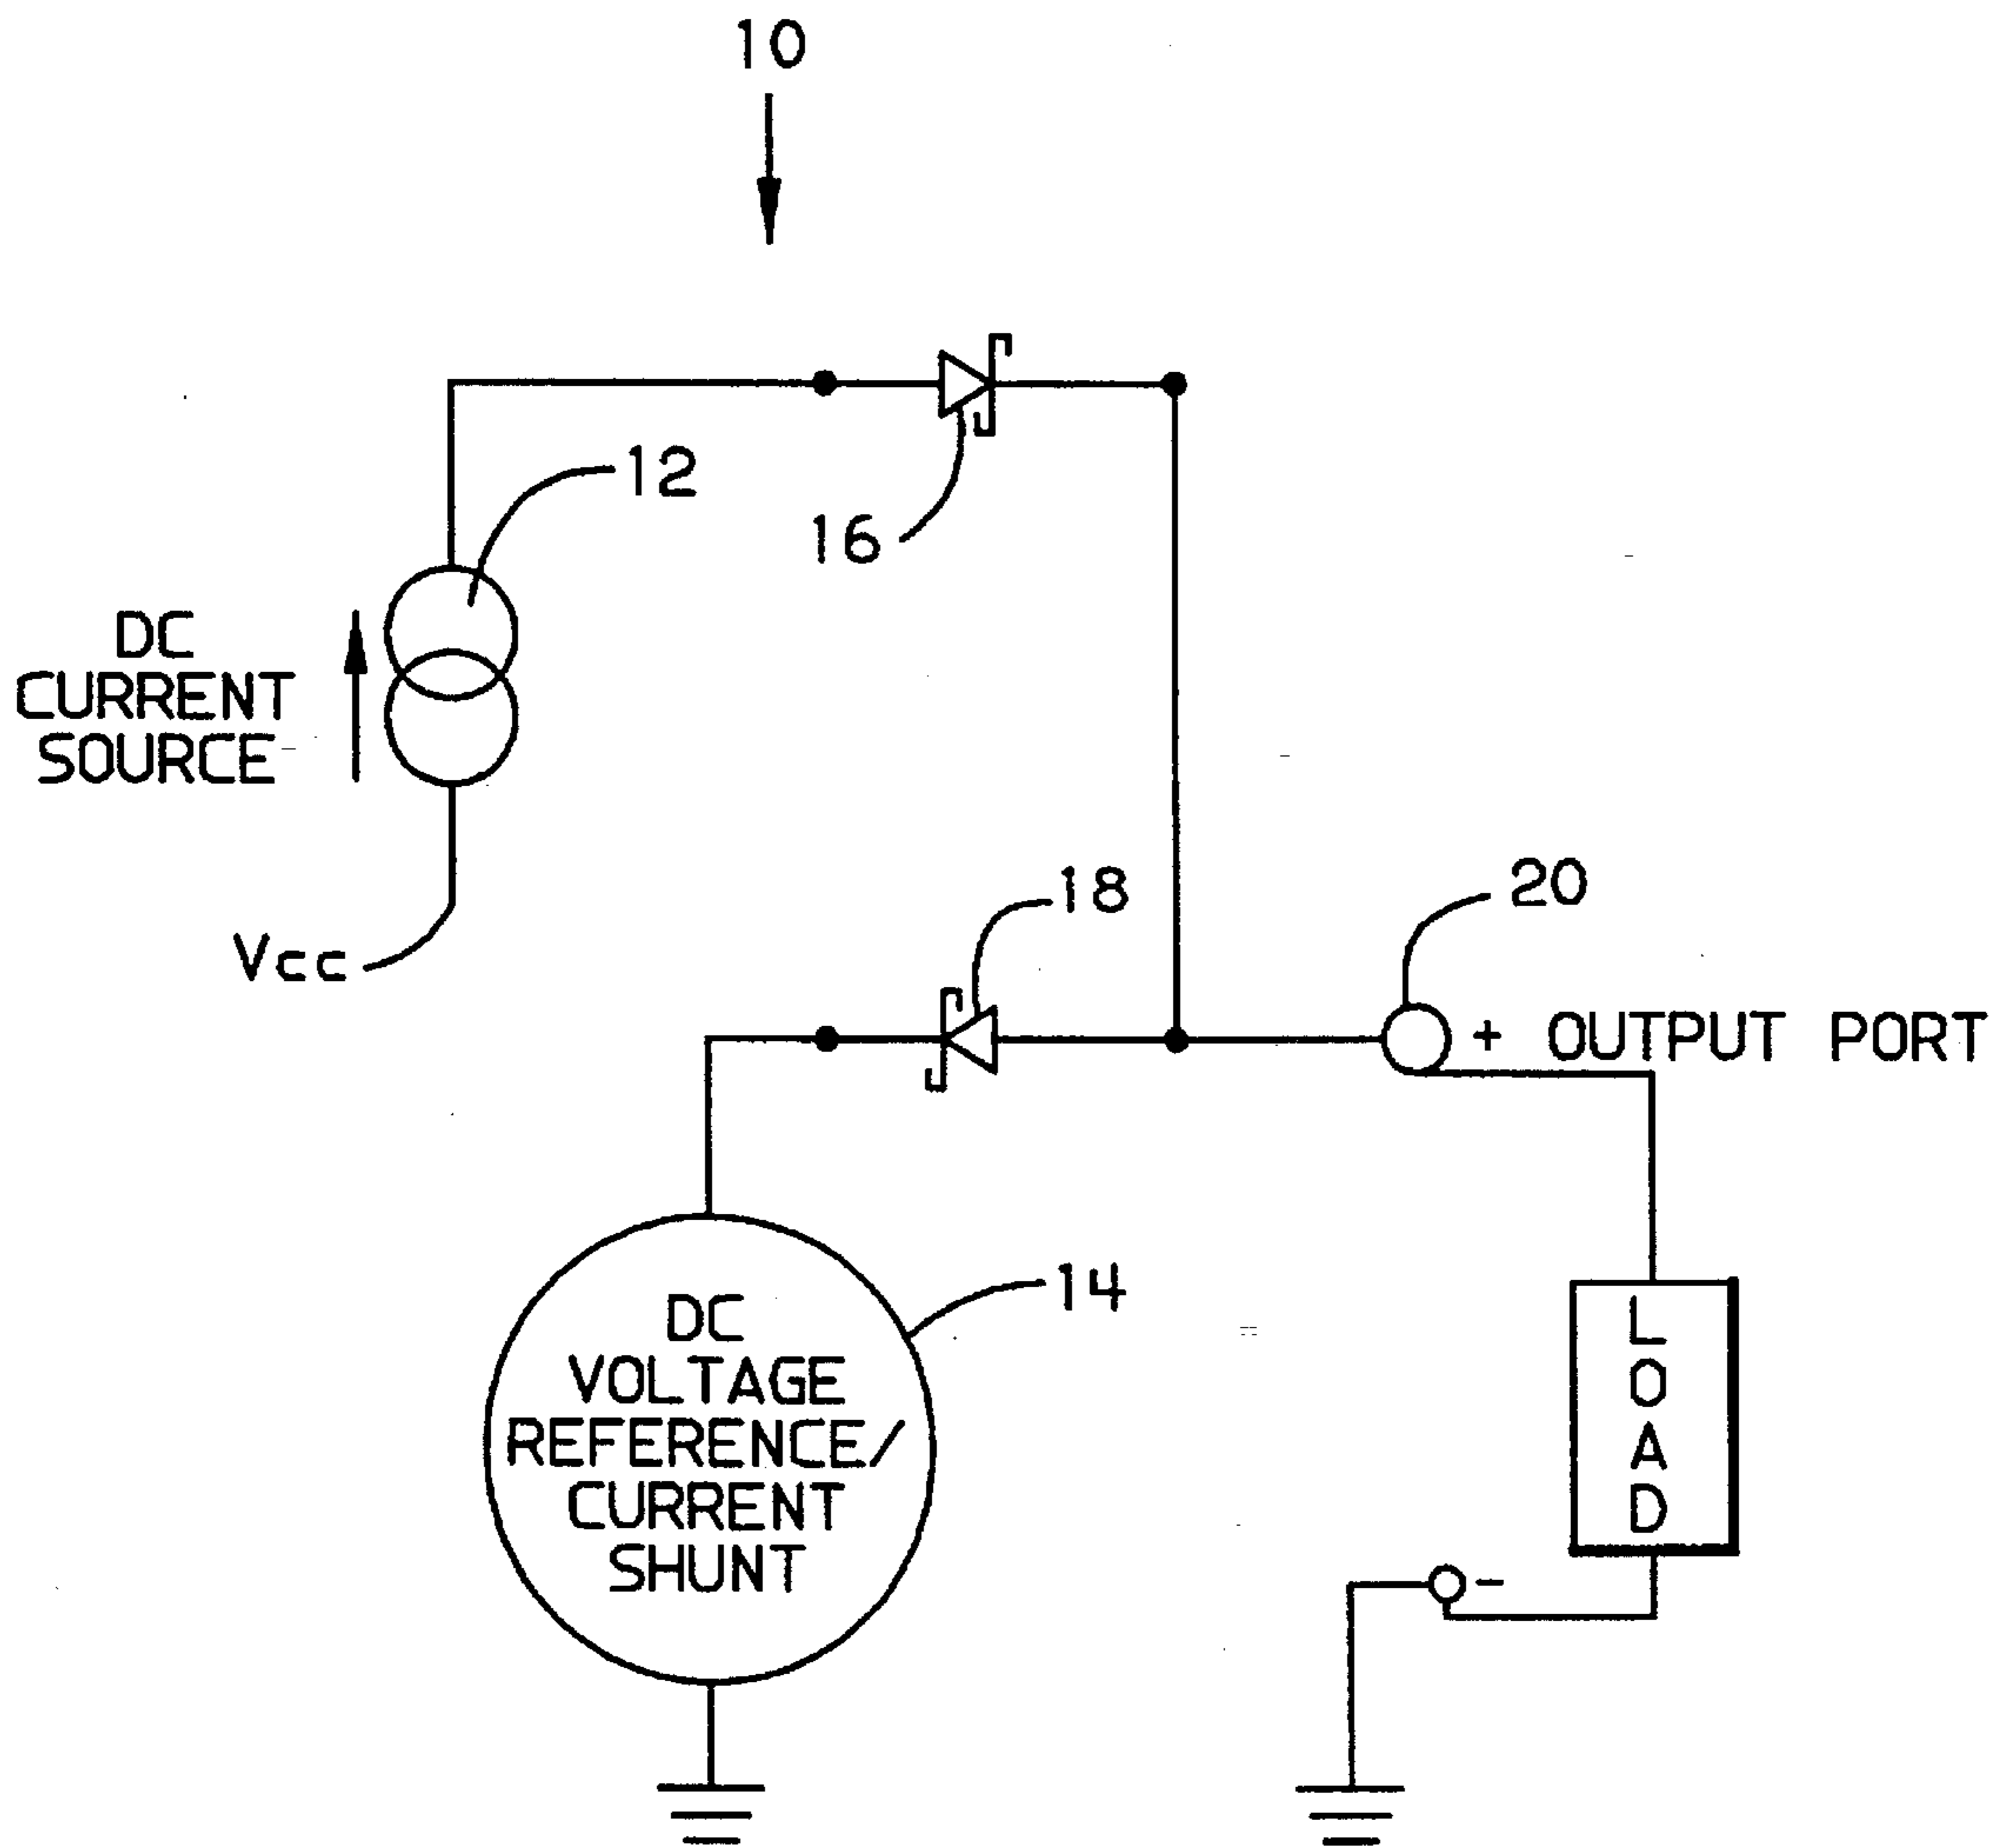 10
12
16
DC
CURRENT
SOURCE
Vcc
18
20
+ OUTPUT PORT
14
DC
VOLTAGE
REFERENCE/
CURRENT
SHUNT
L
O
A
D
-